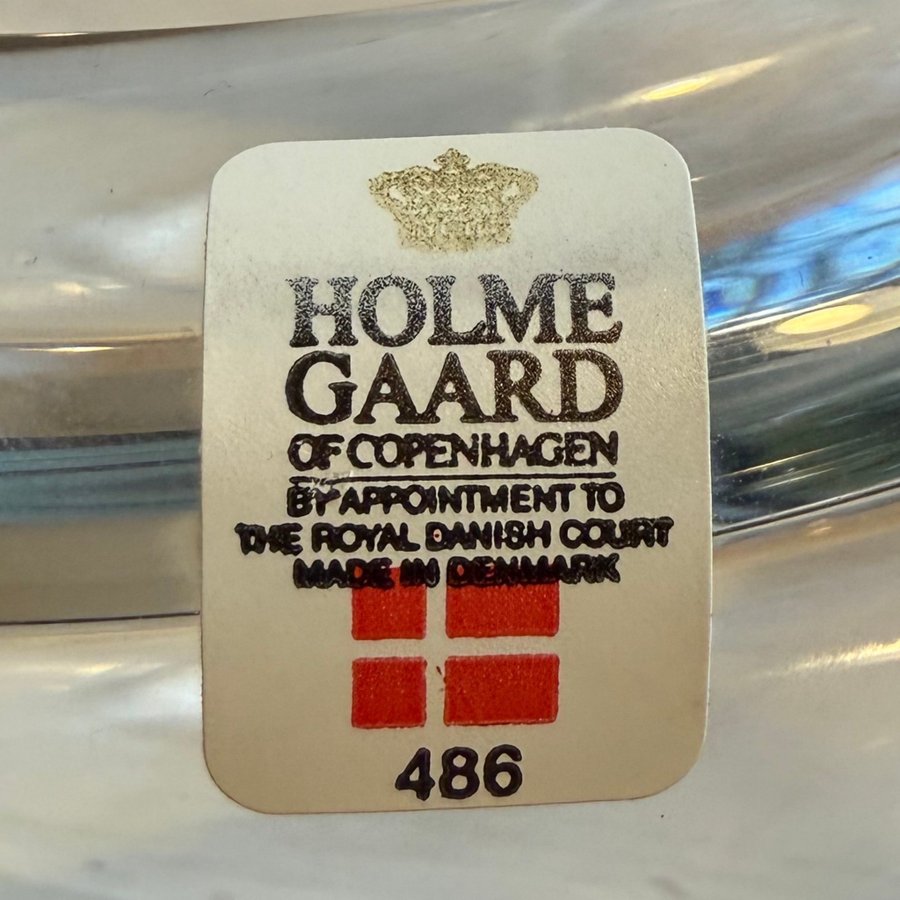 HOLME
GAARD
OF COPENHAGEN
BY APPOINTMENT TO
THE ROYAL DANISH COURT
MADE IN DENMARK
486